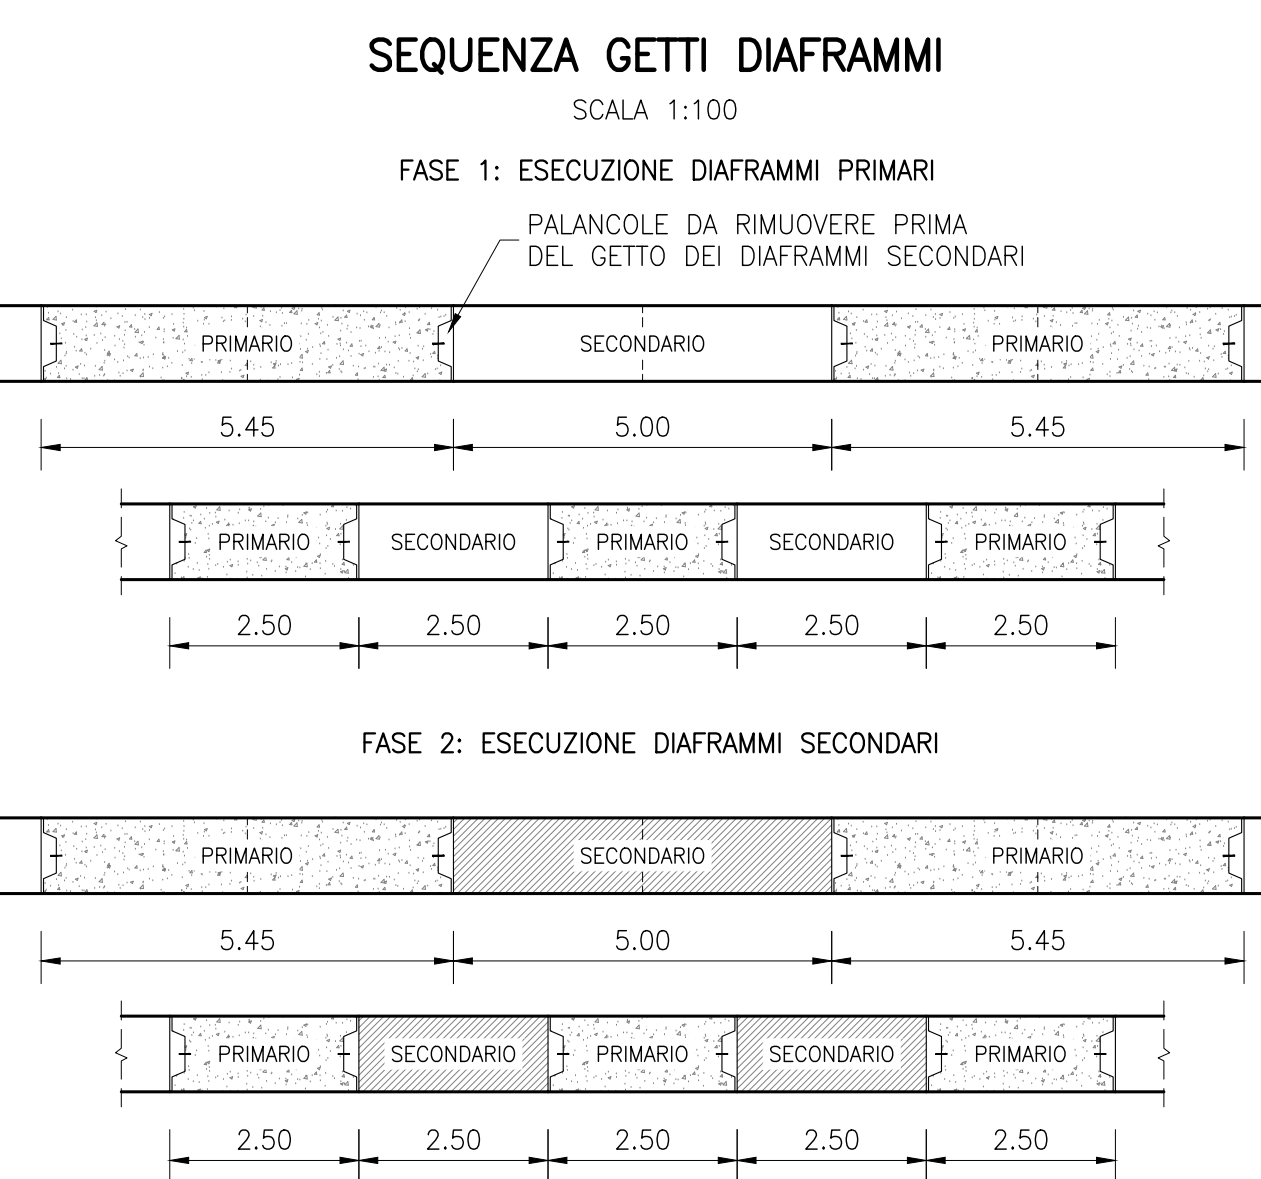 SEQUENZA GETTI DIAFRAMMI
SCALA 1:100
FASE 1: ESECUZIONE DIAFRAMMI PRIMARI
PALANCOLE DA RIMUOVERE PRIMA
DEL GETTO DEI DIAFRAMMI SECONDARI
PRIMARIO SECONDARIO PRIMARIO
5.45 5.00 5.45
PRIMARIO SECONDARIO PRIMARIO SECONDARIO PRIMARIO
2.50 2.50 2.50 2.50 2.50
FASE 2: ESECUZIONE DIAFRAMMI SECONDARI
PRIMARIO SECONDARIO PRIMARIO
5.45 5.00 5.45
PRIMARIO SECONDARIO PRIMARIO SECONDARIO PRIMARIO
2.50 2.50 2.50 2.50 2.50